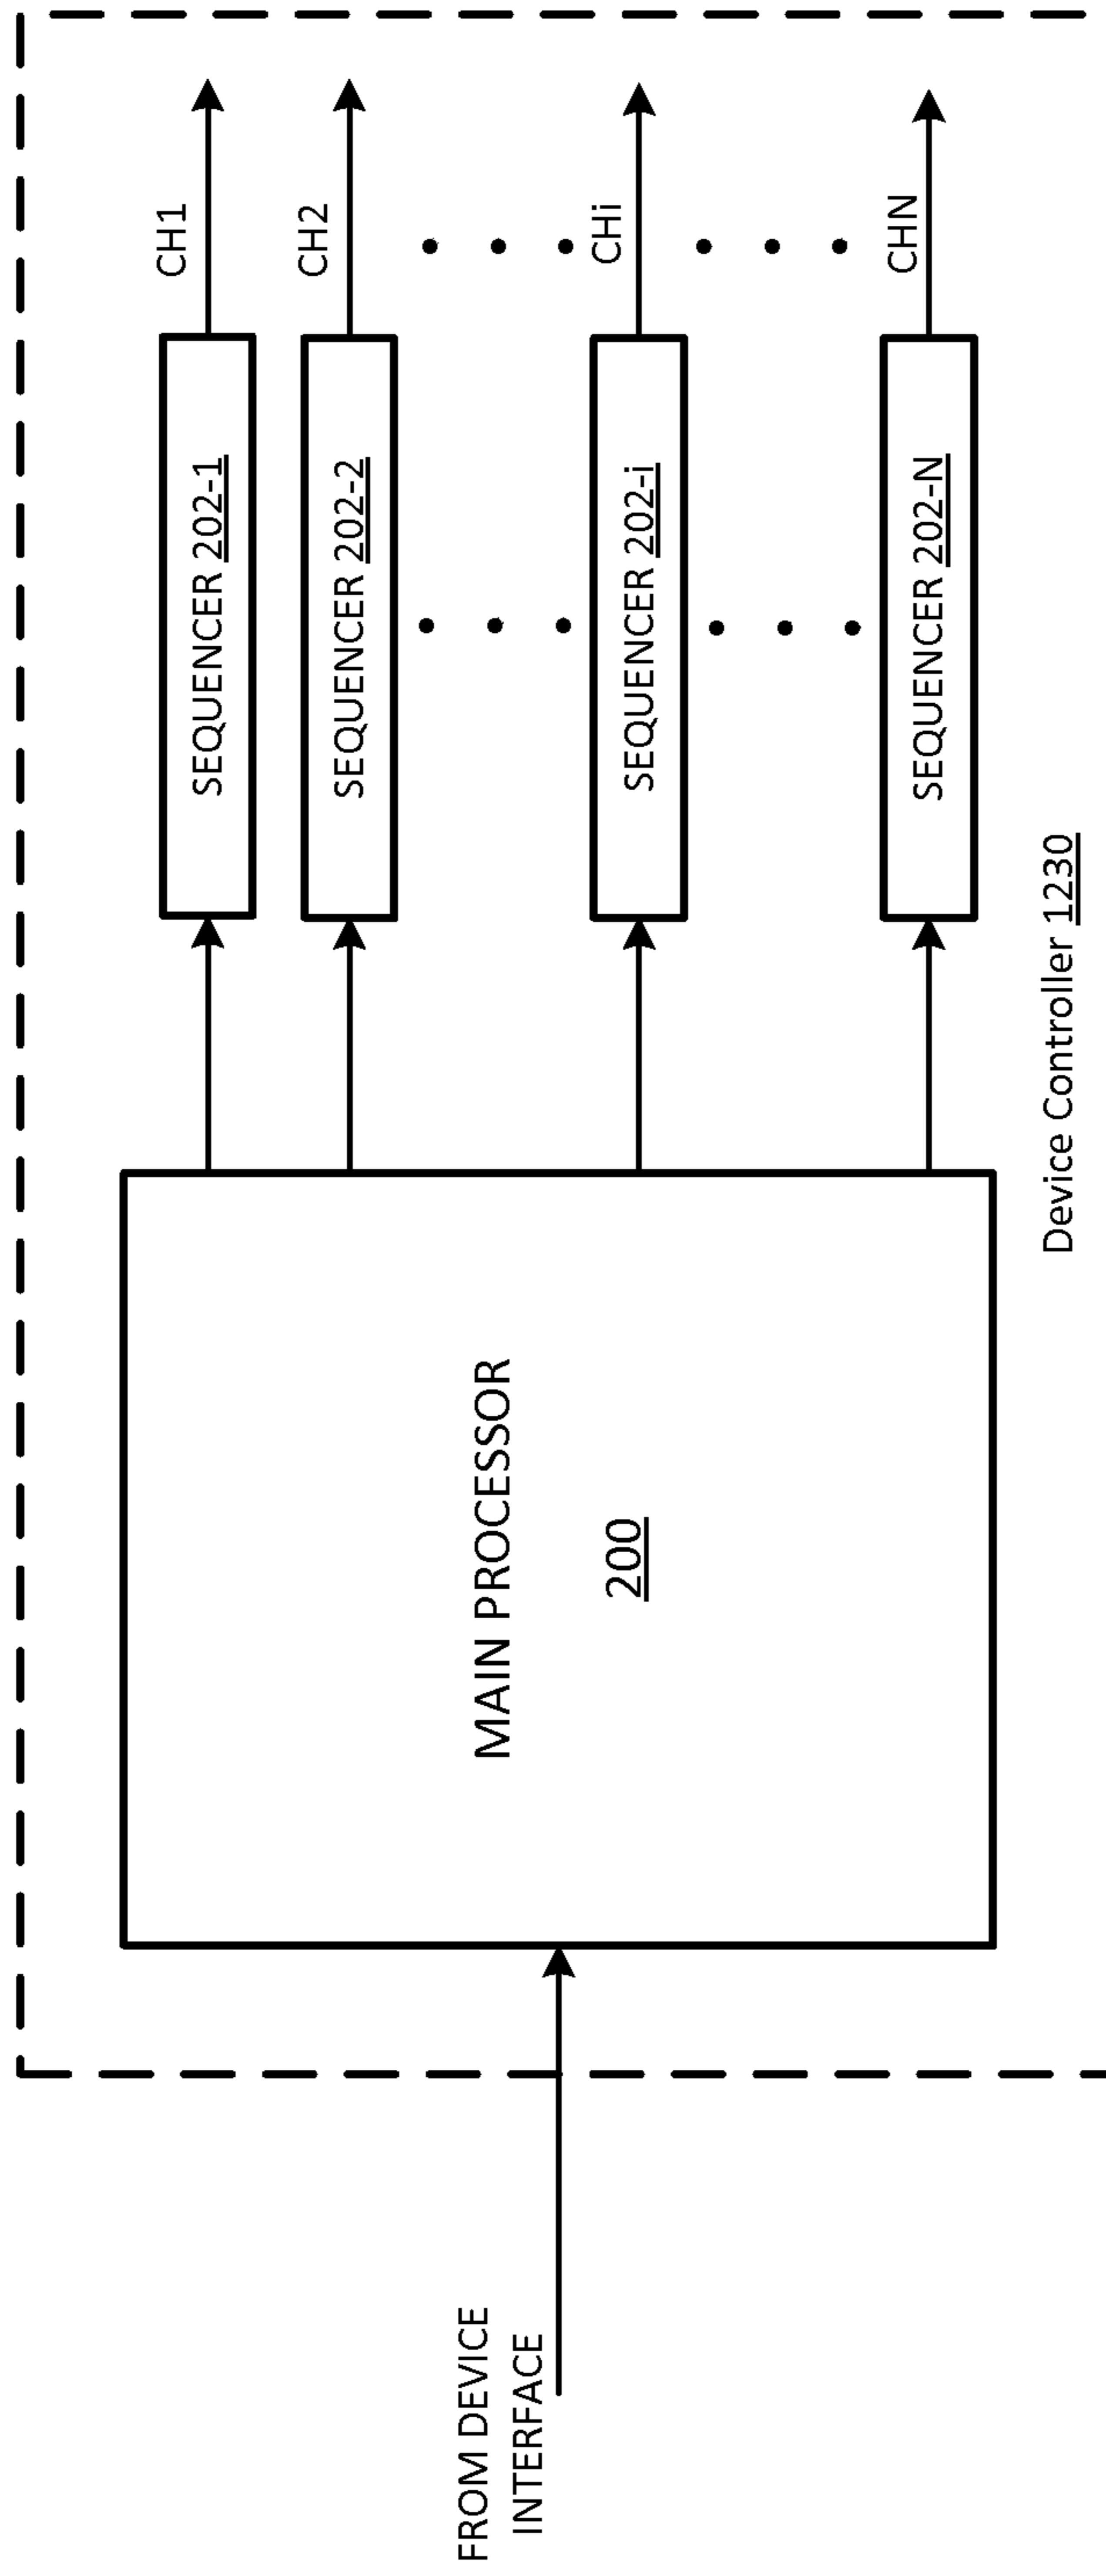 FROM DEVICE
INTERFACE
MAIN PROCESSOR
200
SEQUENCER 202-1
CH1
SEQUENCER 202-2
CH2
SEQUENCER 202-i
CHi
SEQUENCER 202-N
CHN
Device Controller 1230